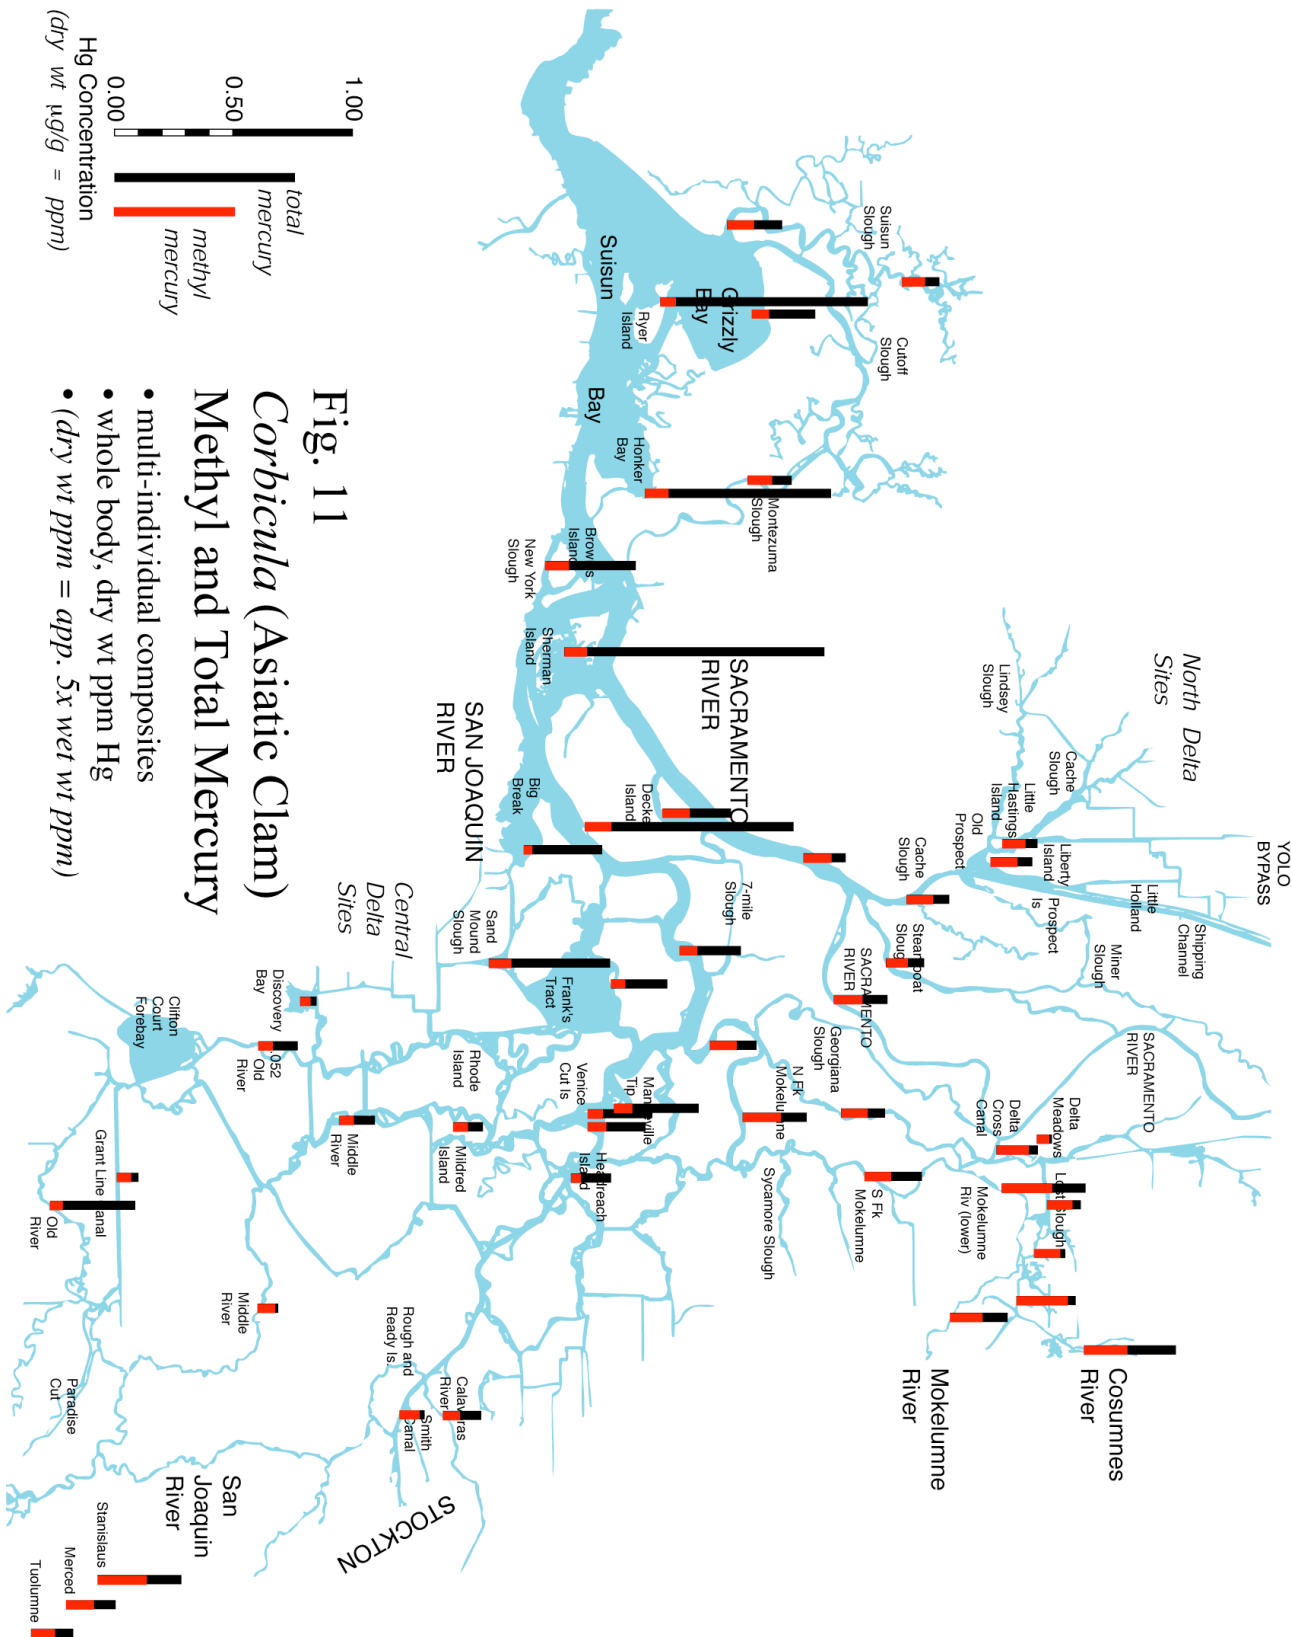 North Delta
Sites
YOLO
BYPASS
Lindsey
Slough
Cache
Slough
Little
Hastings
Island
Liberty
Island
Old
Prospect
Little
Holland
Prospect
Is
Shipping
Channel
Miner
Slough
Cache
Slough
Steamboat
Slough
SACRAMENTO
RIVER
SACRAMENTO
RIVER
SACRAMENTO
RIVER
Suisun
Slough
Cutoff
Slough
Grizzly
Bay
Suisun
Bay
Ryer
Island
Honker
Bay
Montezuma
Slough
Browns
Island
New York
Slough
Sherman
Island
SAN JOAQUIN
RIVER
Big
Break
Decker
Island
7-mile
Slough
Georgiana
Slough
N Fk
Mokelumne
S Fk
Mokelumne
Sycamore Slough
Delta
Cross
Canal
Delta
Meadows
Lost Slough
Mokelumne
Riv (lower)
Cosumnes
River
Mokelumne
River
Central
Delta
Sites
Sand
Mound
Slough
Frank's
Tract
Mandeville
Tip
Venice
Cut Is
Headreach
Island
Rhode
Island
Mildred
Island
Discovery
Bay
.052
Old
River
Middle
River
Clifton
Court
Forebay
Grant Line Canal
Old
River
Middle
River
Paradise
Cut
Rough and
Ready Is.
Calaveras
River
Smith
Canal
STOCKTON
San
Joaquin
River
Stanislaus
Merced
Tuolumne
1.00
0.50
0.00
total
mercury
methyl
mercury
Hg Concentration
(dry wt µg/g = ppm)
Fig. 11
Corbicula (Asiatic Clam)
Methyl and Total Mercury
• multi-individual composites
• whole body, dry wt ppm Hg
• (dry wt ppm = app. 5x wet wt ppm)